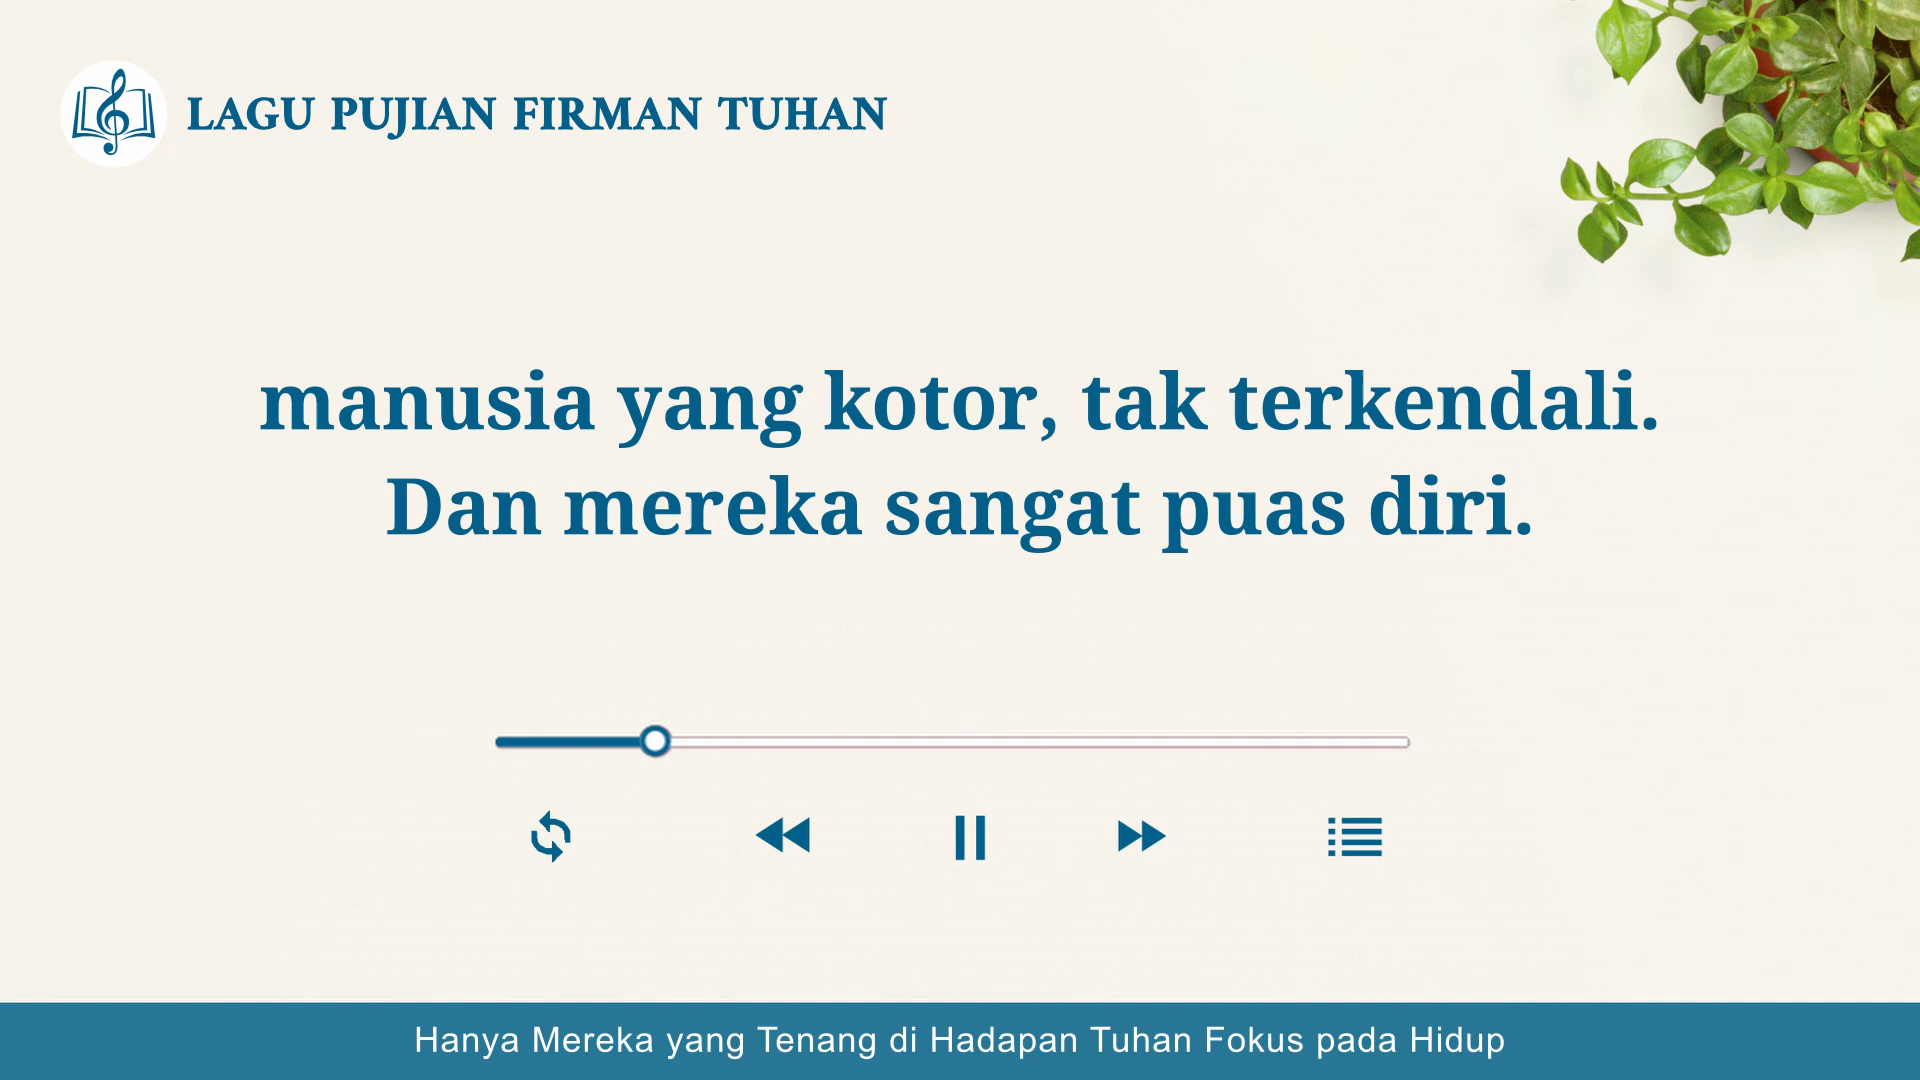 LAGU PUJIAN FIRMAN TUHAN
manusia yang kotor, tak terkendali.
Dan mereka sangat puas diri.
Hanya Mereka yang Tenang di Hadapan Tuhan Fokus pada Hidup